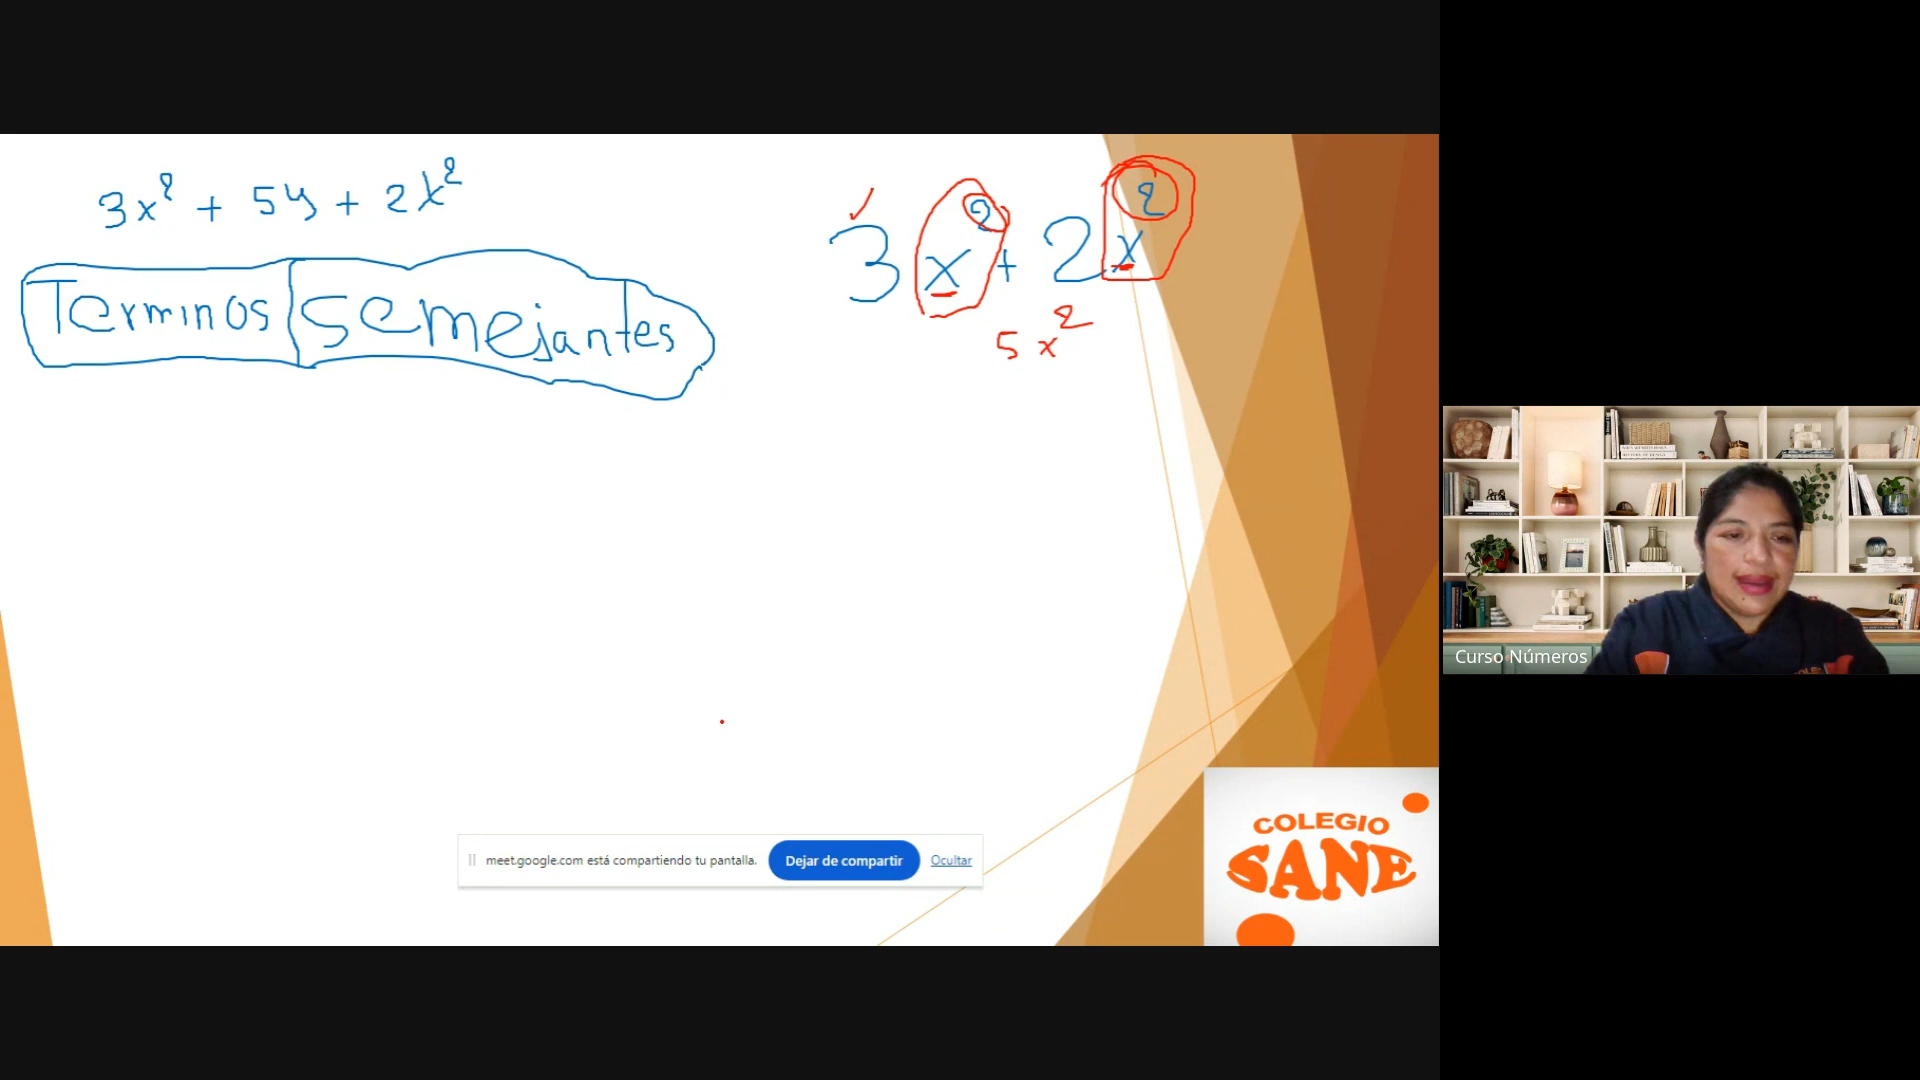 3x² + 5y + 2x²
Terminos semejantes
3x² + 2x²
5x²
meet.google.com está compartiendo tu pantalla.
Dejar de compartir
Ocultar
COLEGIO
SANE
Curso Números